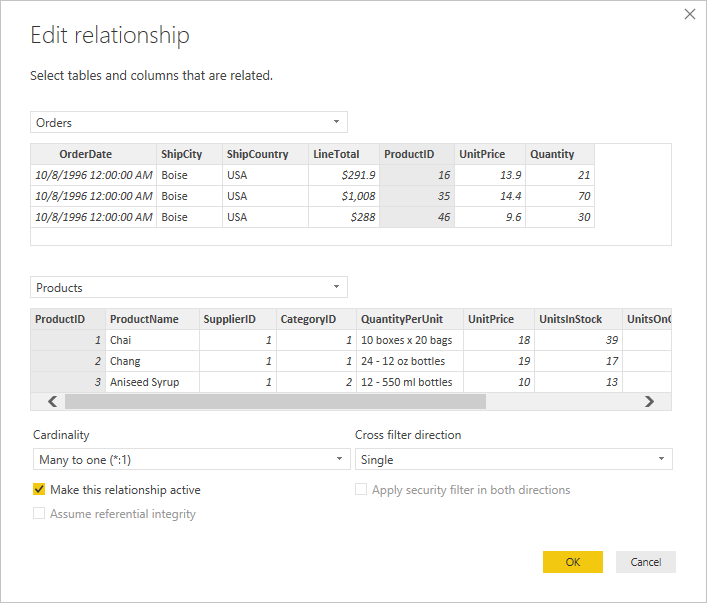 Edit relationship
Select tables and columns that are related.
Orders
OrderDate ShipCity ShipCountry LineTotal ProductID UnitPrice Quantity
10/8/1996 12:00:00 AM Boise USA $291.9 16 13.9 21
10/8/1996 12:00:00 AM Boise USA $1,008 35 14.4 70
10/8/1996 12:00:00 AM Boise USA $288 46 9.6 30
Products
ProductID ProductName SupplierID CategoryID QuantityPerUnit UnitPrice UnitsInStock UnitsOnO
1 Chai 1 1 10 boxes x 20 bags 18 39
2 Chang 1 1 24 - 12 oz bottles 19 17
3 Aniseed Syrup 1 2 12 - 550 ml bottles 10 13
Cardinality Cross filter direction
Many to one (*:1) Single
Make this relationship active Apply security filter in both directions
Assume referential integrity
OK Cancel